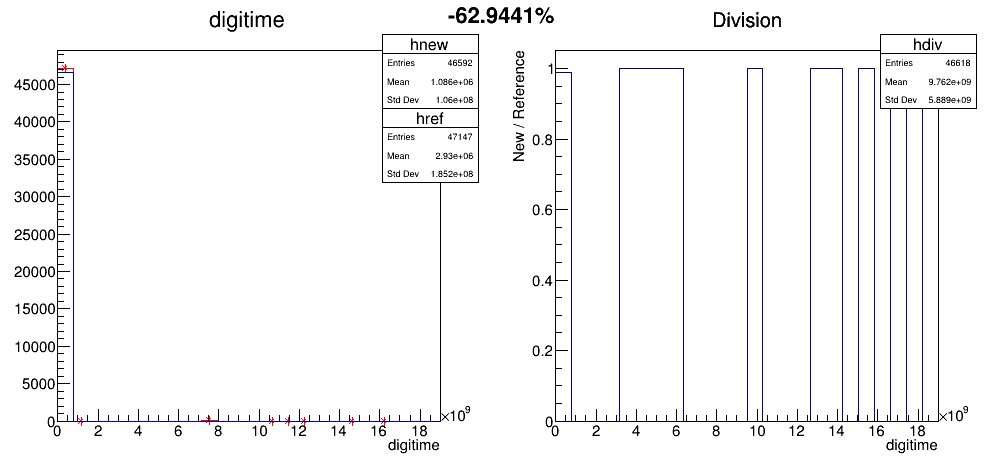 -62.9441%
digitime
hnew
Entries 46592
Mean 1.086e+06
Std Dev 1.06e+08
href
Entries 47147
Mean 2.93e+06
Std Dev 1.852e+08
45000
40000
35000
30000
25000
20000
15000
10000
5000
0
0 2 4 6 8 10 12 14 16 18
×10⁹
digitime
Division
hdiv
Entries 46618
Mean 9.762e+09
Std Dev 5.889e+09
New / Reference
1
0.8
0.6
0.4
0.2
0
0 2 4 6 8 10 12 14 16 18
×10⁹
digitime